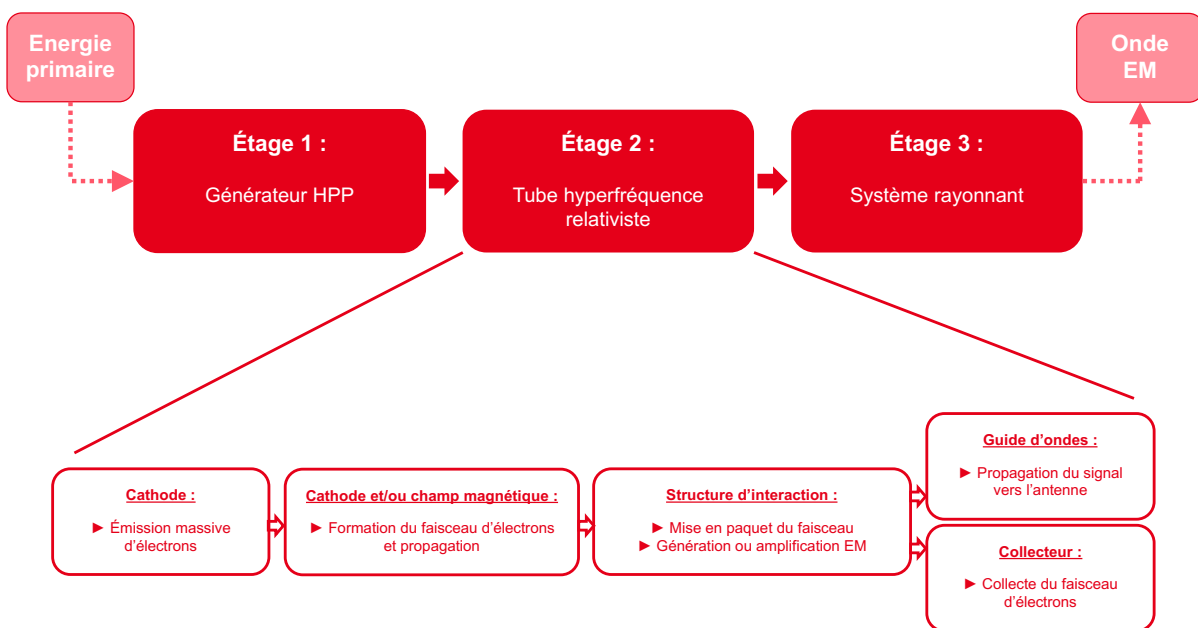 Energie
primaire
Onde
EM
Étage 1 :
Générateur HPP
Étage 2 :
Tube hyperfréquence
relativiste
Étage 3 :
Système rayonnant
Cathode :
► Émission massive
d’électrons
Cathode et/ou champ magnétique :
► Formation du faisceau d’électrons
et propagation
Structure d’interaction :
► Mise en paquet du faisceau
► Génération ou amplification EM
Guide d’ondes :
► Propagation du signal
vers l’antenne
Collecteur :
► Collecte du faisceau
d’électrons